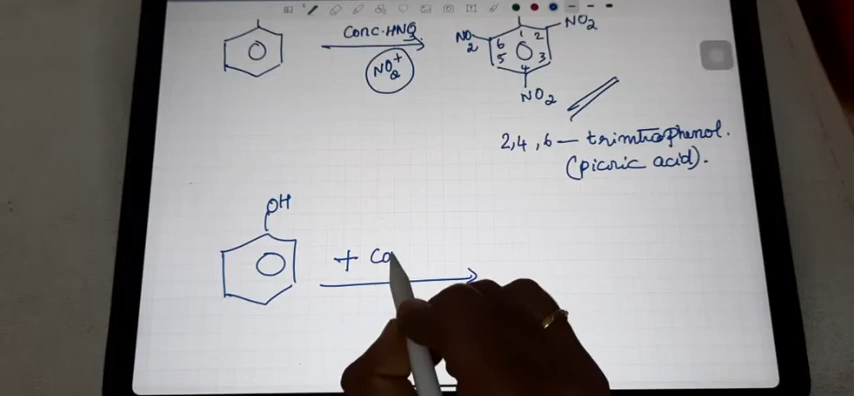 Conc.HNO3
NO2+
NO2
NO2
1
2
3
4
5
6
NO2
2,4,6 - trinitrophenol.
(picric acid).
OH
+ Co